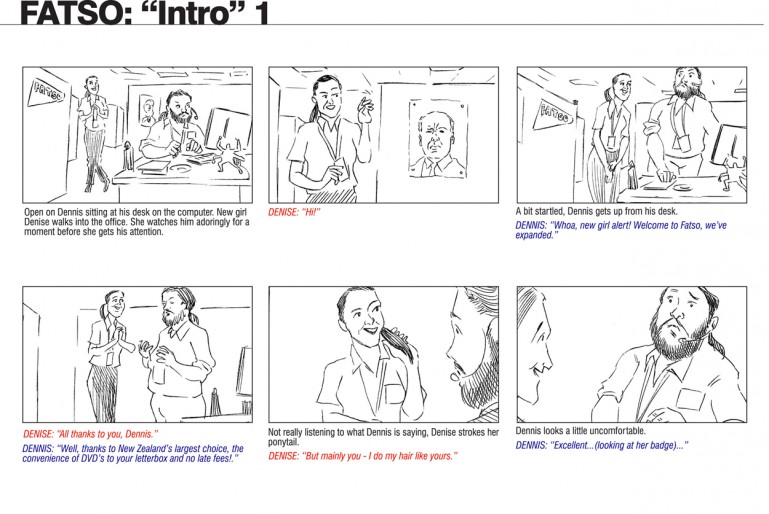 FATSO: “Intro” 1
FATSO
Open on Dennis sitting at his desk on the computer. New girl
Denise walks into the office. She watches him adoringly for a
moment before she gets his attention.
DENISE: “Hi!”
FATSO
A bit startled, Dennis gets up from his desk.
DENNIS: “Whoa, new girl alert! Welcome to Fatso, we’ve
expanded.”
DENISE: “All thanks to you, Dennis.”
DENNIS: “Well, thanks to New Zealand’s largest choice, the
convenience of DVD’s to your letterbox and no late fees!.”
Not really listening to what Dennis is saying, Denise strokes her
ponytail.
DENISE: “But mainly you - I do my hair like yours.”
Dennis looks a little uncomfortable.
DENNIS: “Excellent...(looking at her badge)...”